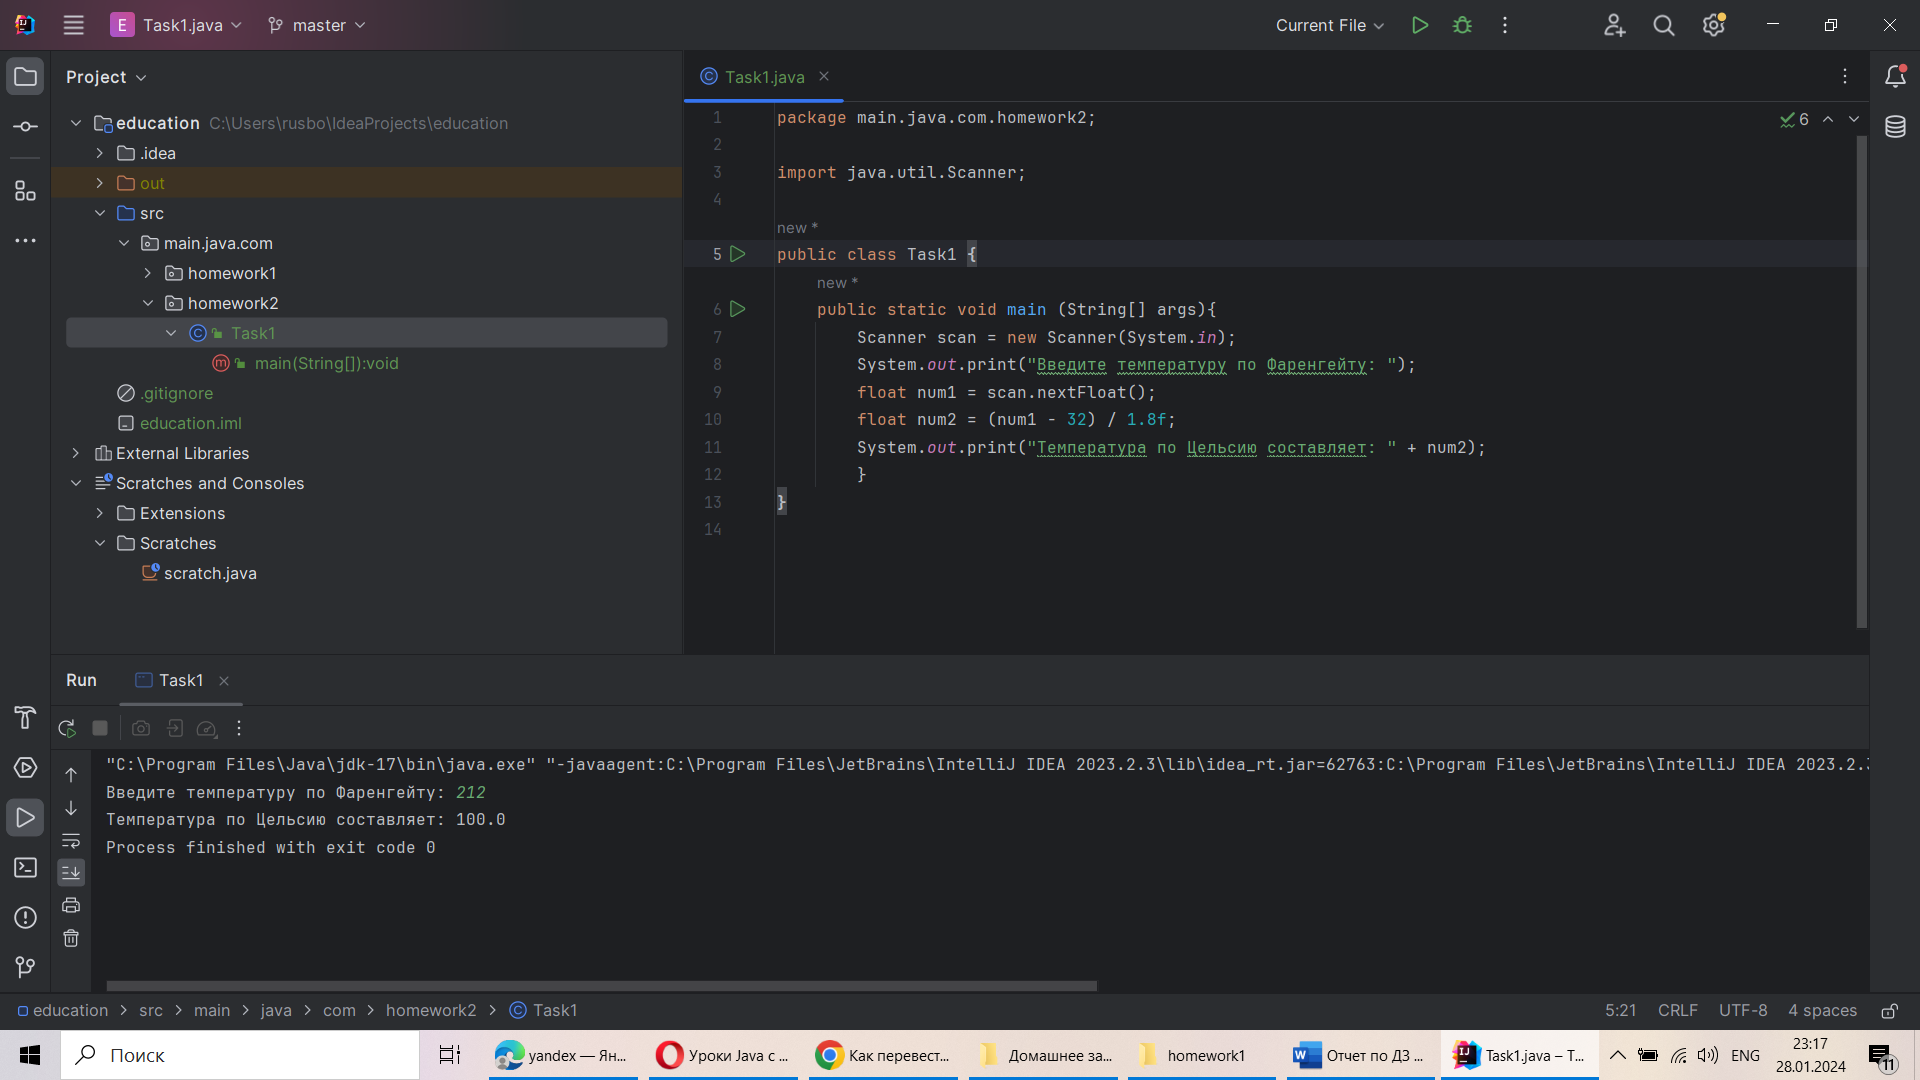 E Task1.java master Current File
Project
Task1.java
education C:\Users\rusbo\IdeaProjects\education
.idea
out
src
main.java.com
homework1
homework2
Task1
main(String[]):void
.gitignore
education.iml
External Libraries
Scratches and Consoles
Extensions
Scratches
scratch.java
6
1 package main.java.com.homework2;
2
3 import java.util.Scanner;
4
new *
5 public class Task1 {
new *
6 public static void main (String[] args){
7 Scanner scan = new Scanner(System.in);
8 System.out.print("Введите температуру по Фаренгейту: ");
9 float num1 = scan.nextFloat();
10 float num2 = (num1 - 32) / 1.8f;
11 System.out.print("Температура по Цельсию составляет: " + num2);
12 }
13 }
14
Run Task1
"C:\Program Files\Java\jdk-17\bin\java.exe" "-javaagent:C:\Program Files\JetBrains\IntelliJ IDEA 2023.2.3\lib\idea_rt.jar=62763:C:\Program Files\JetBrains\IntelliJ IDEA 2023.2.3
Введите температуру по Фаренгейту: 212
Температура по Цельсию составляет: 100.0
Process finished with exit code 0
education > src > main > java > com > homework2 > Task1
5:21 CRLF UTF-8 4 spaces
Поиск
yandex — Ян...
Уроки Java с ...
Как перевест...
Домашнее за...
homework1
Отчет по ДЗ ...
Task1.java – T...
ENG
23:17
28.01.2024
11